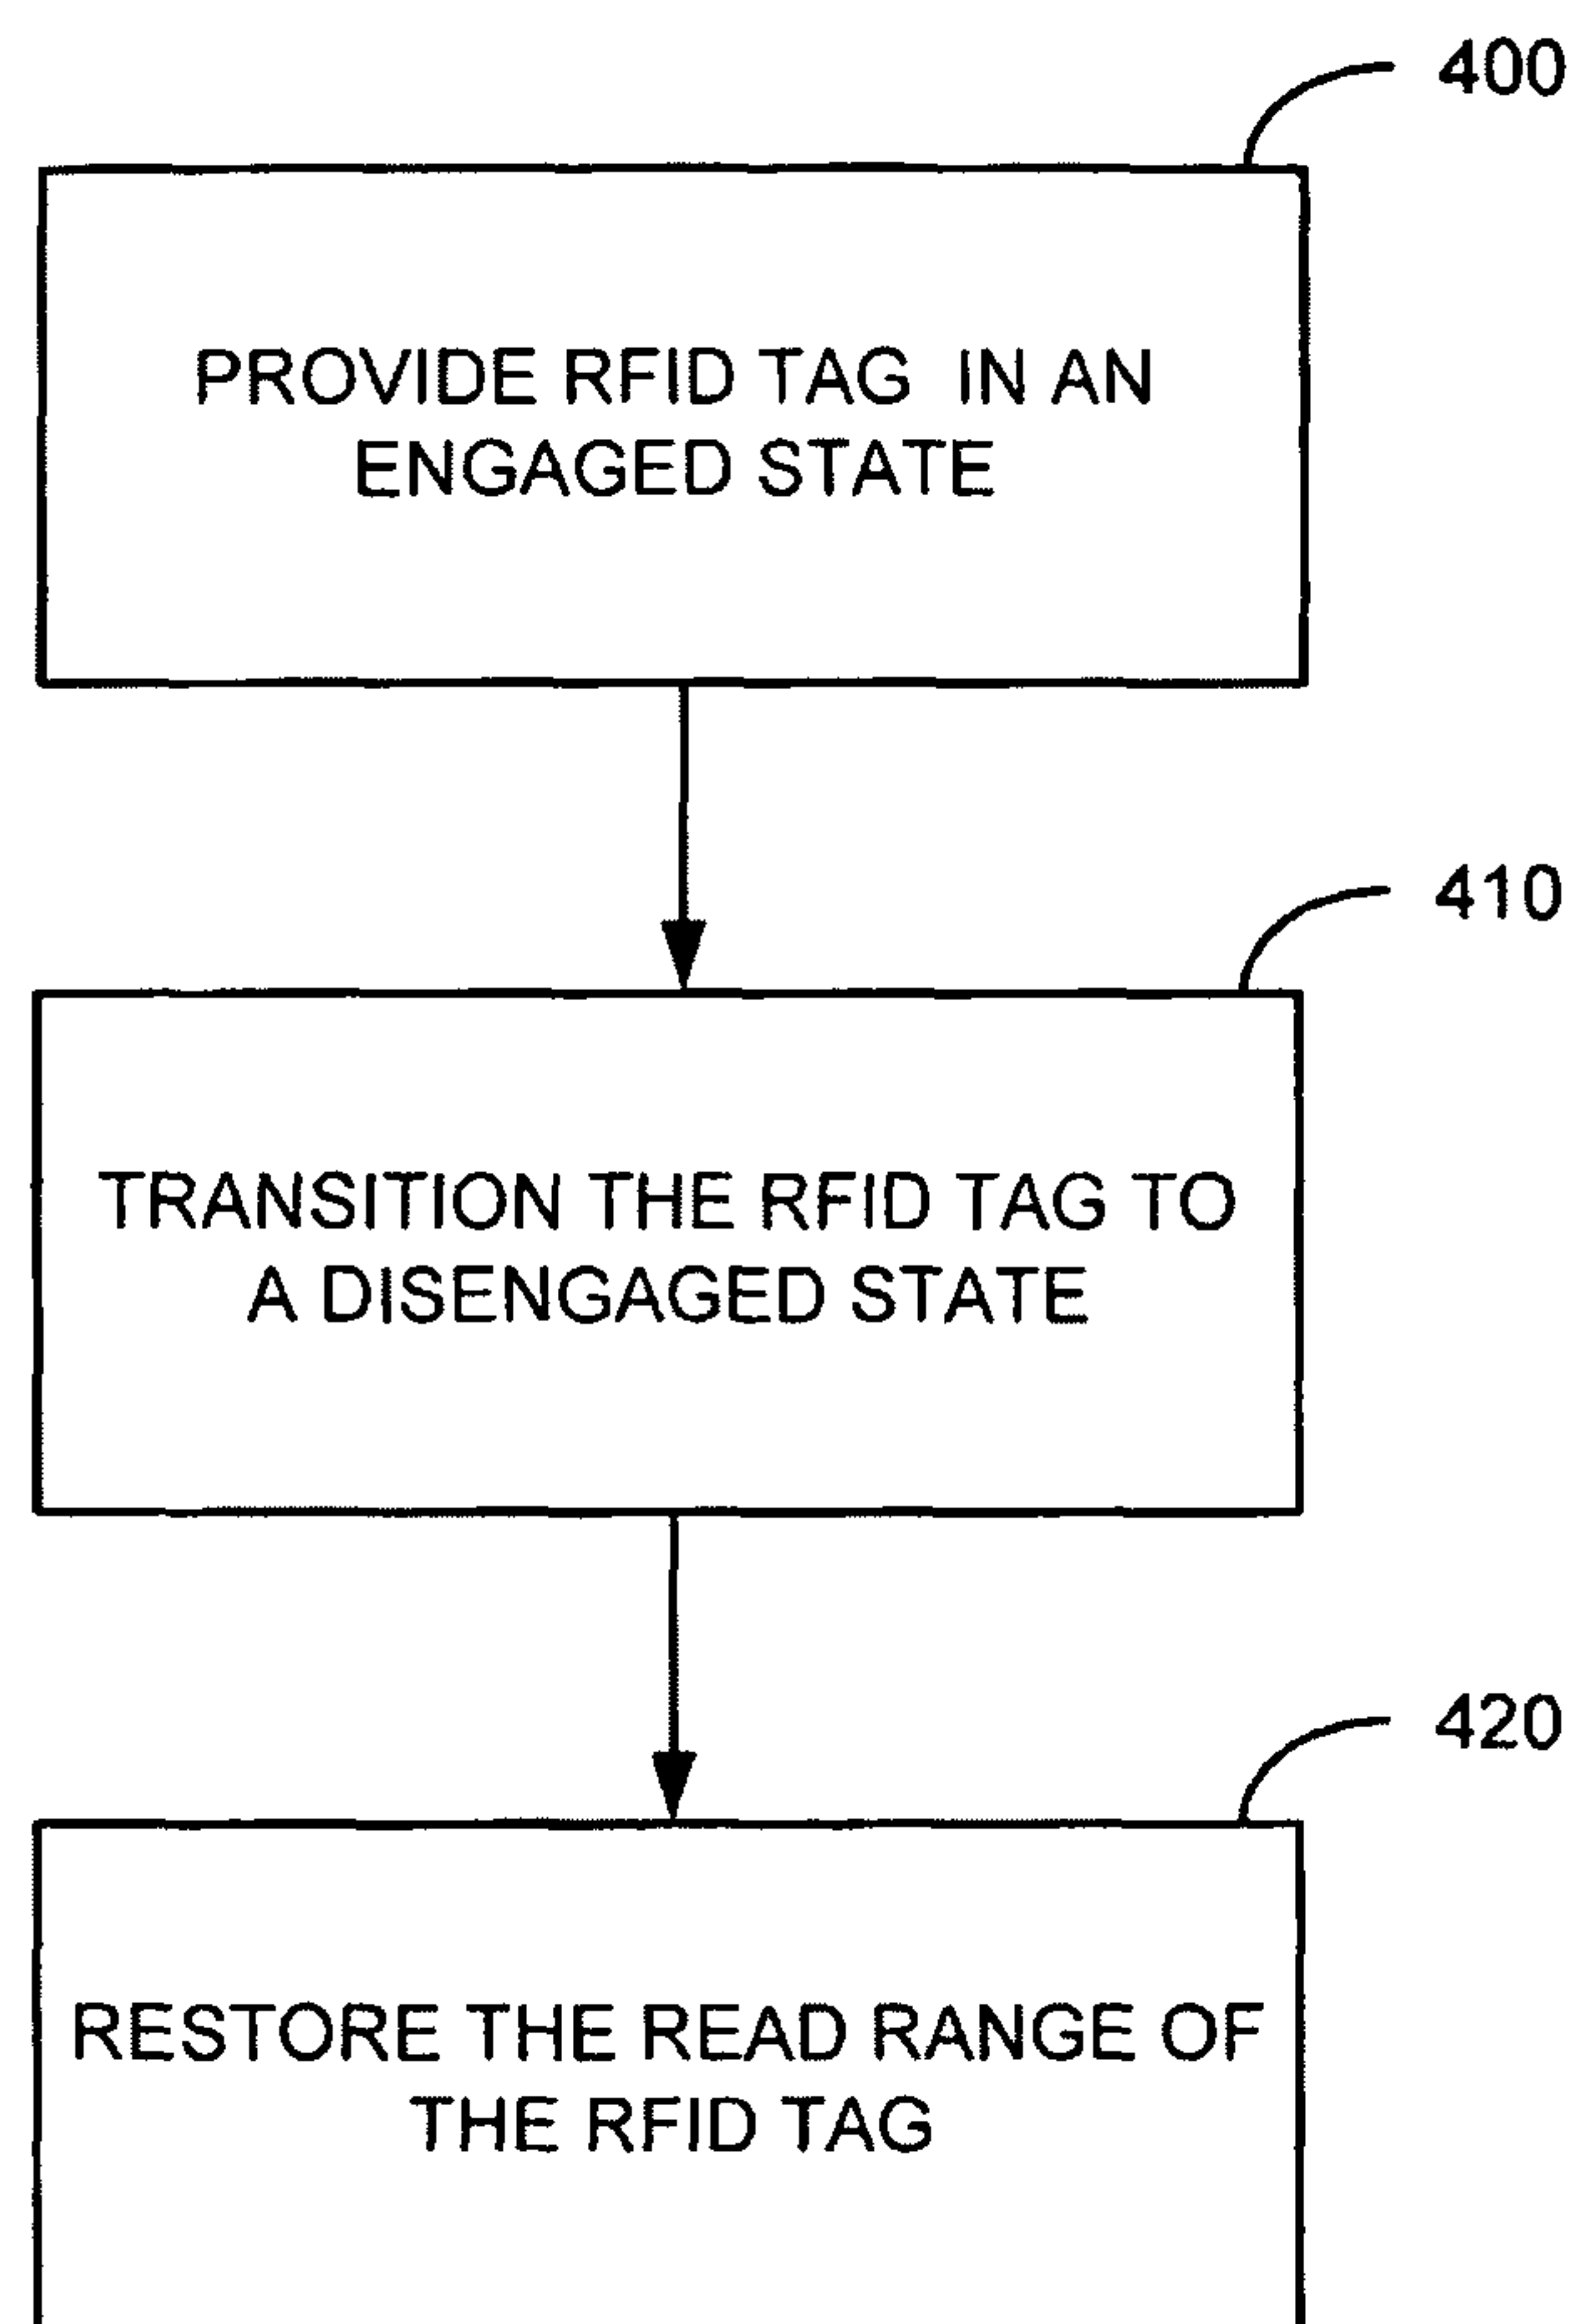 400
PROVIDE RFID TAG IN AN
ENGAGED STATE
410
TRANSITION THE RFID TAG TO
A DISENGAGED STATE
420
RESTORE THE READ RANGE OF
THE RFID TAG